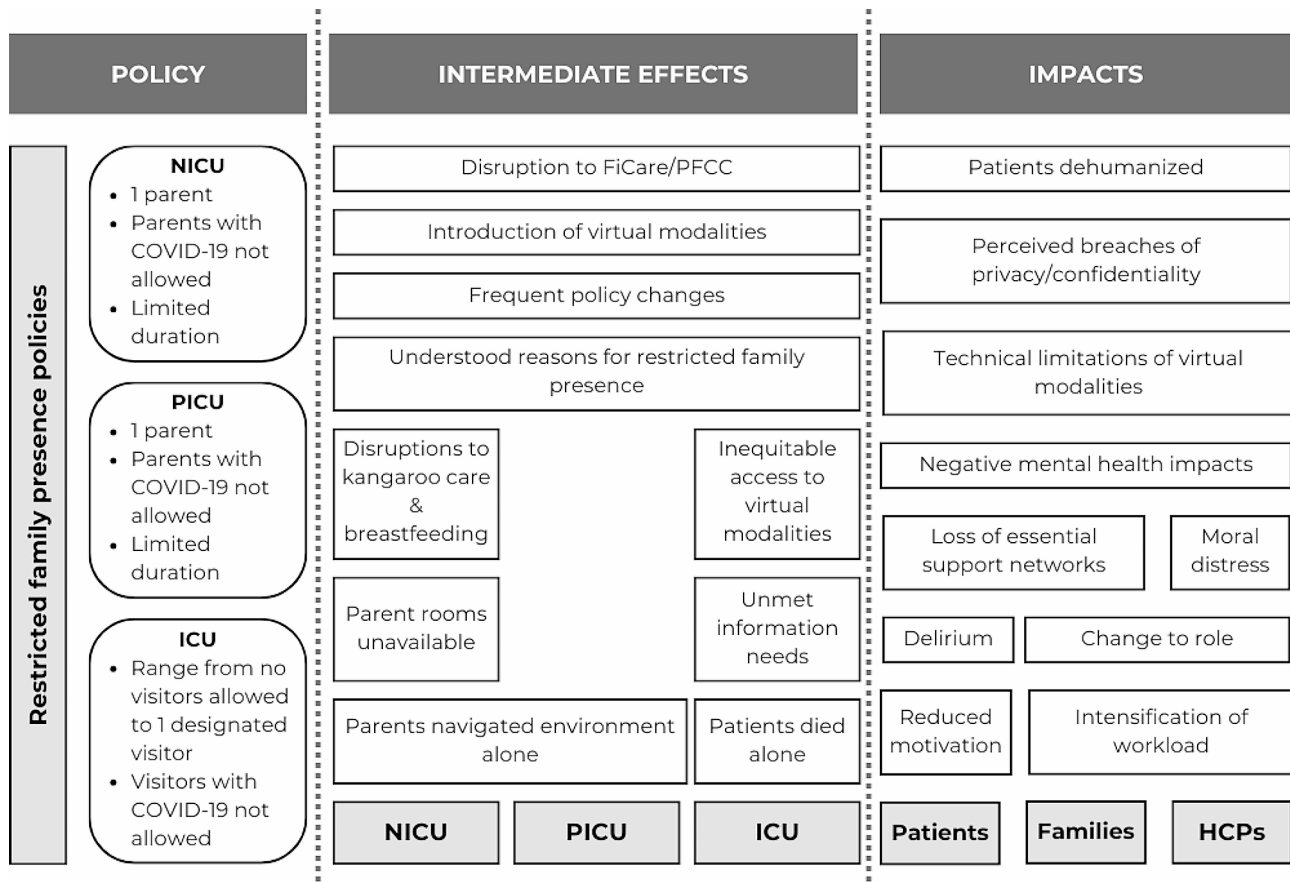 POLICY
INTERMEDIATE EFFECTS
IMPACTS
Restricted family presence policies
NICU
• 1 parent
• Parents with
COVID-19 not
allowed
• Limited
duration
PICU
• 1 parent
• Parents with
COVID-19 not
allowed
• Limited
duration
ICU
• Range from no
visitors allowed
to 1 designated
visitor
• Visitors with
COVID-19 not
allowed
Disruption to FiCare/PFCC
Introduction of virtual modalities
Frequent policy changes
Understood reasons for restricted family
presence
Disruptions to
kangaroo care
&
breastfeeding
Inequitable
access to
virtual
modalities
Parent rooms
unavailable
Unmet
information
needs
Parents navigated environment
alone
Patients died
alone
NICU
PICU
ICU
Patients dehumanized
Perceived breaches of
privacy/confidentiality
Technical limitations of virtual
modalities
Negative mental health impacts
Loss of essential
support networks
Moral
distress
Delirium
Change to role
Reduced
motivation
Intensification of
workload
Patients
Families
HCPs